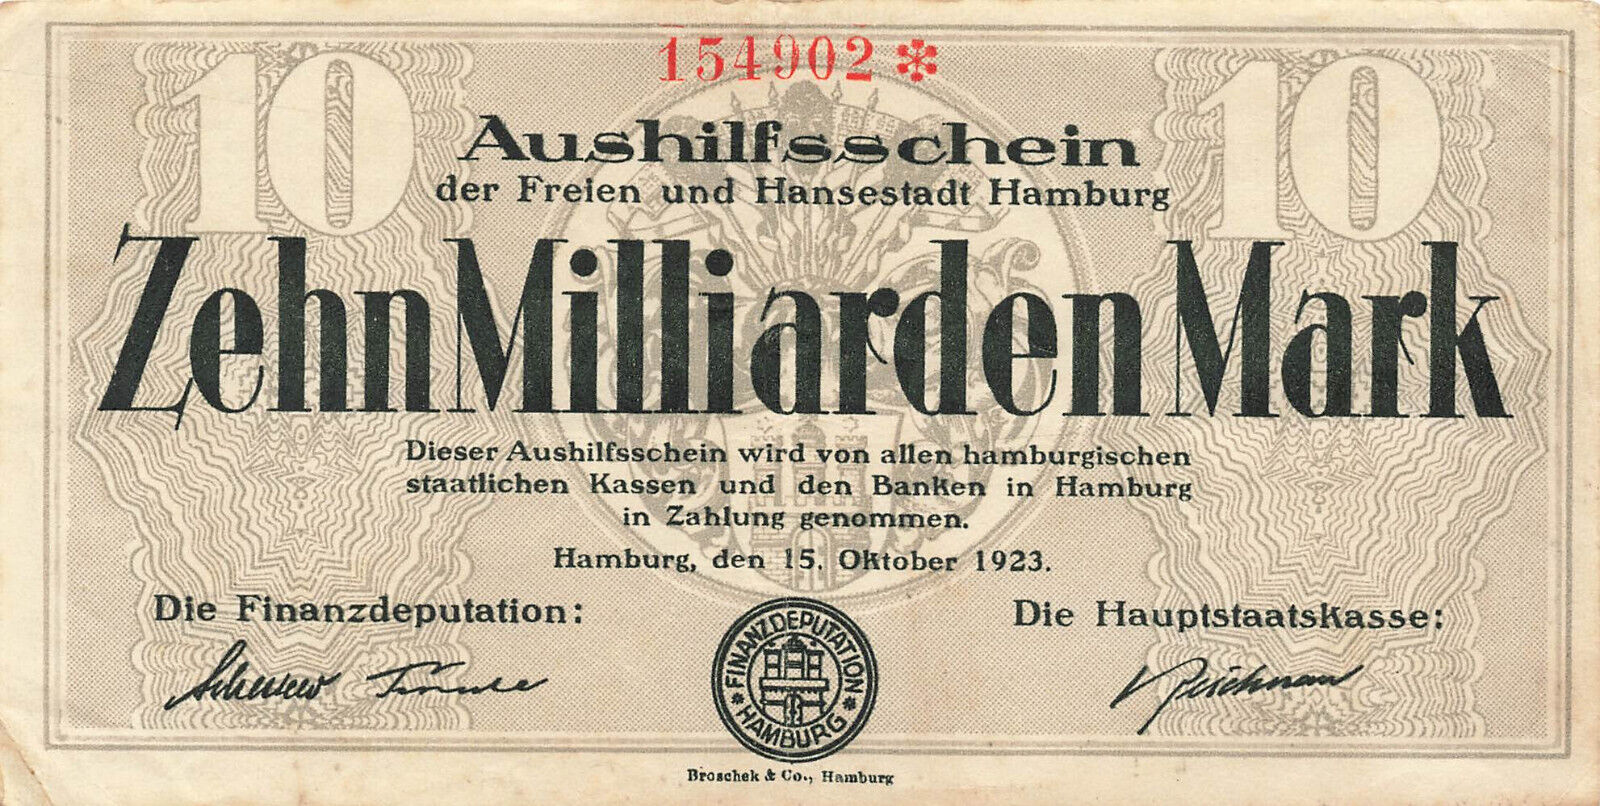 154902 *
10 10
Aushilfsschein
der Freien und Hansestadt Hamburg
Zehn Milliarden Mark
Dieser Aushilfsschein wird von allen hamburgischen
staatlichen Kassen und den Banken in Hamburg
in Zahlung genommen.
Hamburg, den 15. Oktober 1923.
Die Finanzdeputation:
Die Hauptstaatskasse:
* FINANZDEPUTATION *
HAMBURG
Broschek & Co., Hamburg